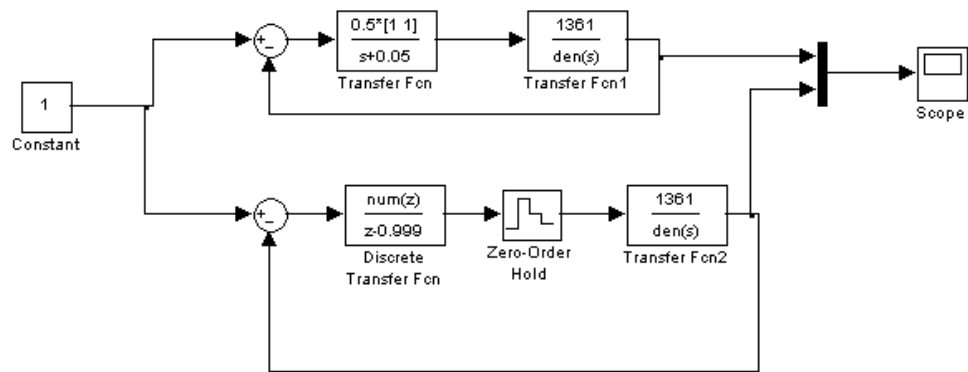 0.5*[1 1]
s+0.05
Transfer Fcn
1361
den(s)
Transfer Fcn1
Scope
1
Constant
num(z)
z-0.999
Discrete
Transfer Fcn
Zero-Order
Hold
1361
den(s)
Transfer Fcn2